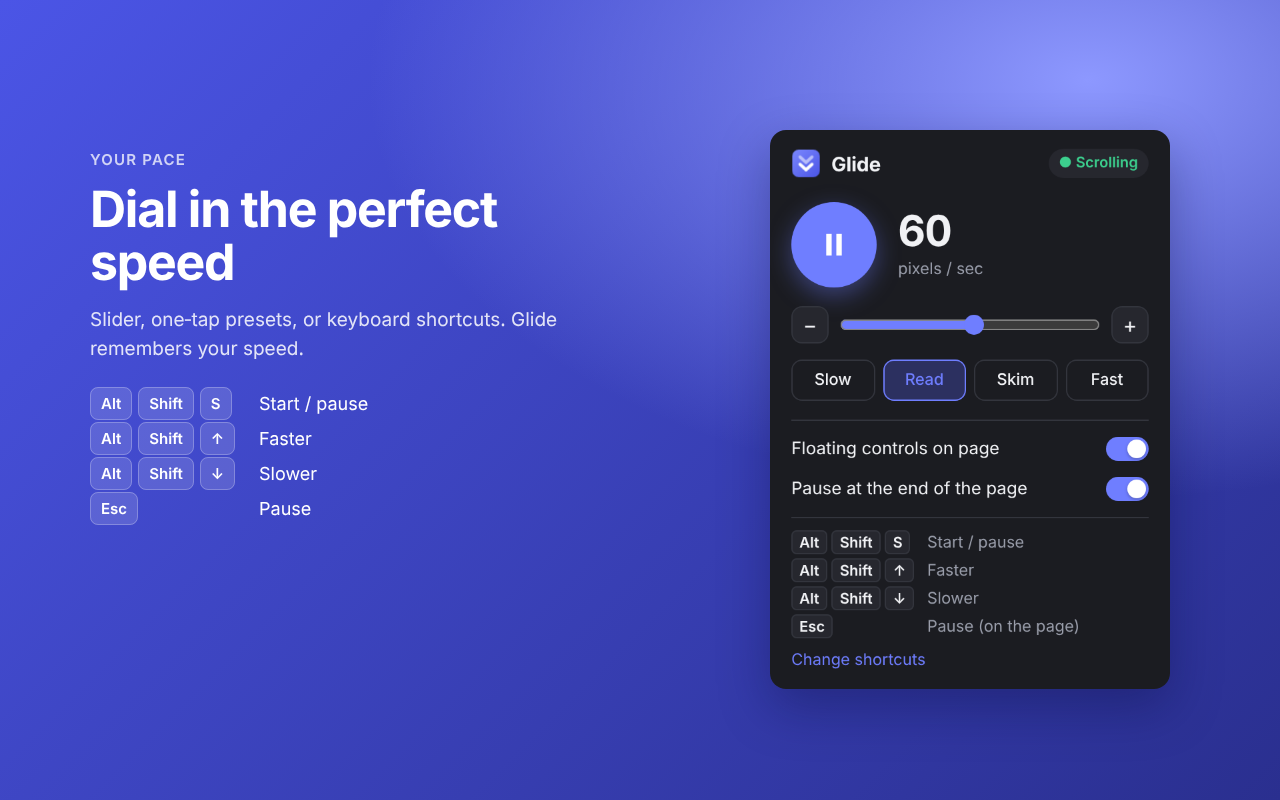 YOUR PACE
Dial in the perfect
speed
Slider, one-tap presets, or keyboard shortcuts. Glide
remembers your speed.
Alt Shift S Start / pause
Alt Shift ↑ Faster
Alt Shift ↓ Slower
Esc Pause
Glide Scrolling
60
pixels / sec
− +
Slow Read Skim Fast
Floating controls on page
Pause at the end of the page
Alt Shift S Start / pause
Alt Shift ↑ Faster
Alt Shift ↓ Slower
Esc Pause (on the page)
Change shortcuts